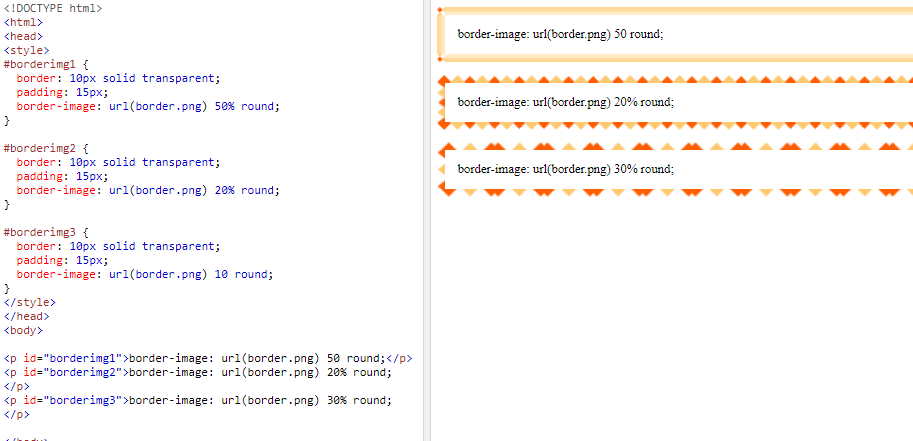 <!DOCTYPE html>
<html>
<head>
<style>
#borderimg1 {
  border: 10px solid transparent;
  padding: 15px;
  border-image: url(border.png) 50% round;
}

#borderimg2 {
  border: 10px solid transparent;
  padding: 15px;
  border-image: url(border.png) 20% round;
}

#borderimg3 {
  border: 10px solid transparent;
  padding: 15px;
  border-image: url(border.png) 10 round;
}
</style>
</head>
<body>

<p id="borderimg1">border-image: url(border.png) 50 round;</p>
<p id="borderimg2">border-image: url(border.png) 20% round;
</p>
<p id="borderimg3">border-image: url(border.png) 30% round;
</p>

</body>
border-image: url(border.png) 50 round;
border-image: url(border.png) 20% round;
border-image: url(border.png) 30% round;